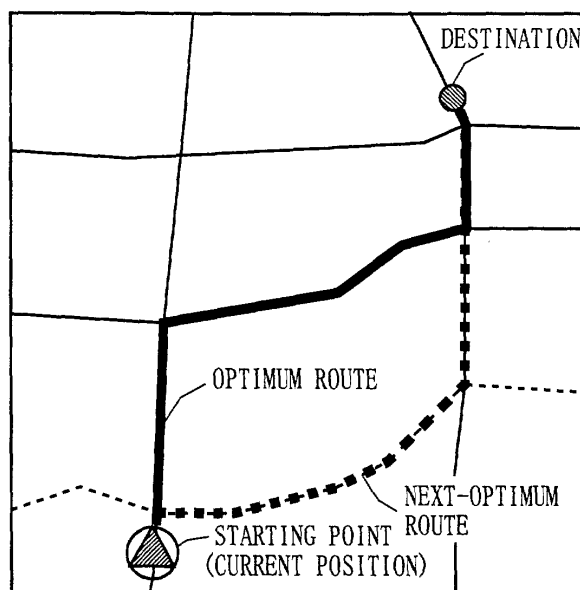 DESTINATION
OPTIMUM ROUTE
NEXT-OPTIMUM
ROUTE
STARTING POINT
(CURRENT POSITION)